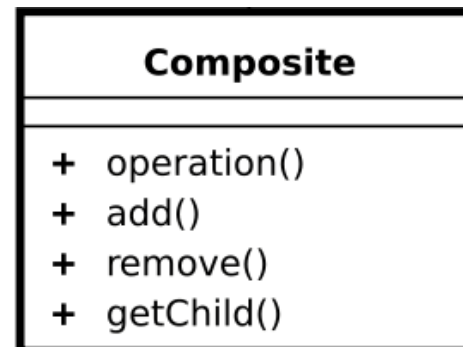 Composite
+ operation()
+ add()
+ remove()
+ getChild()